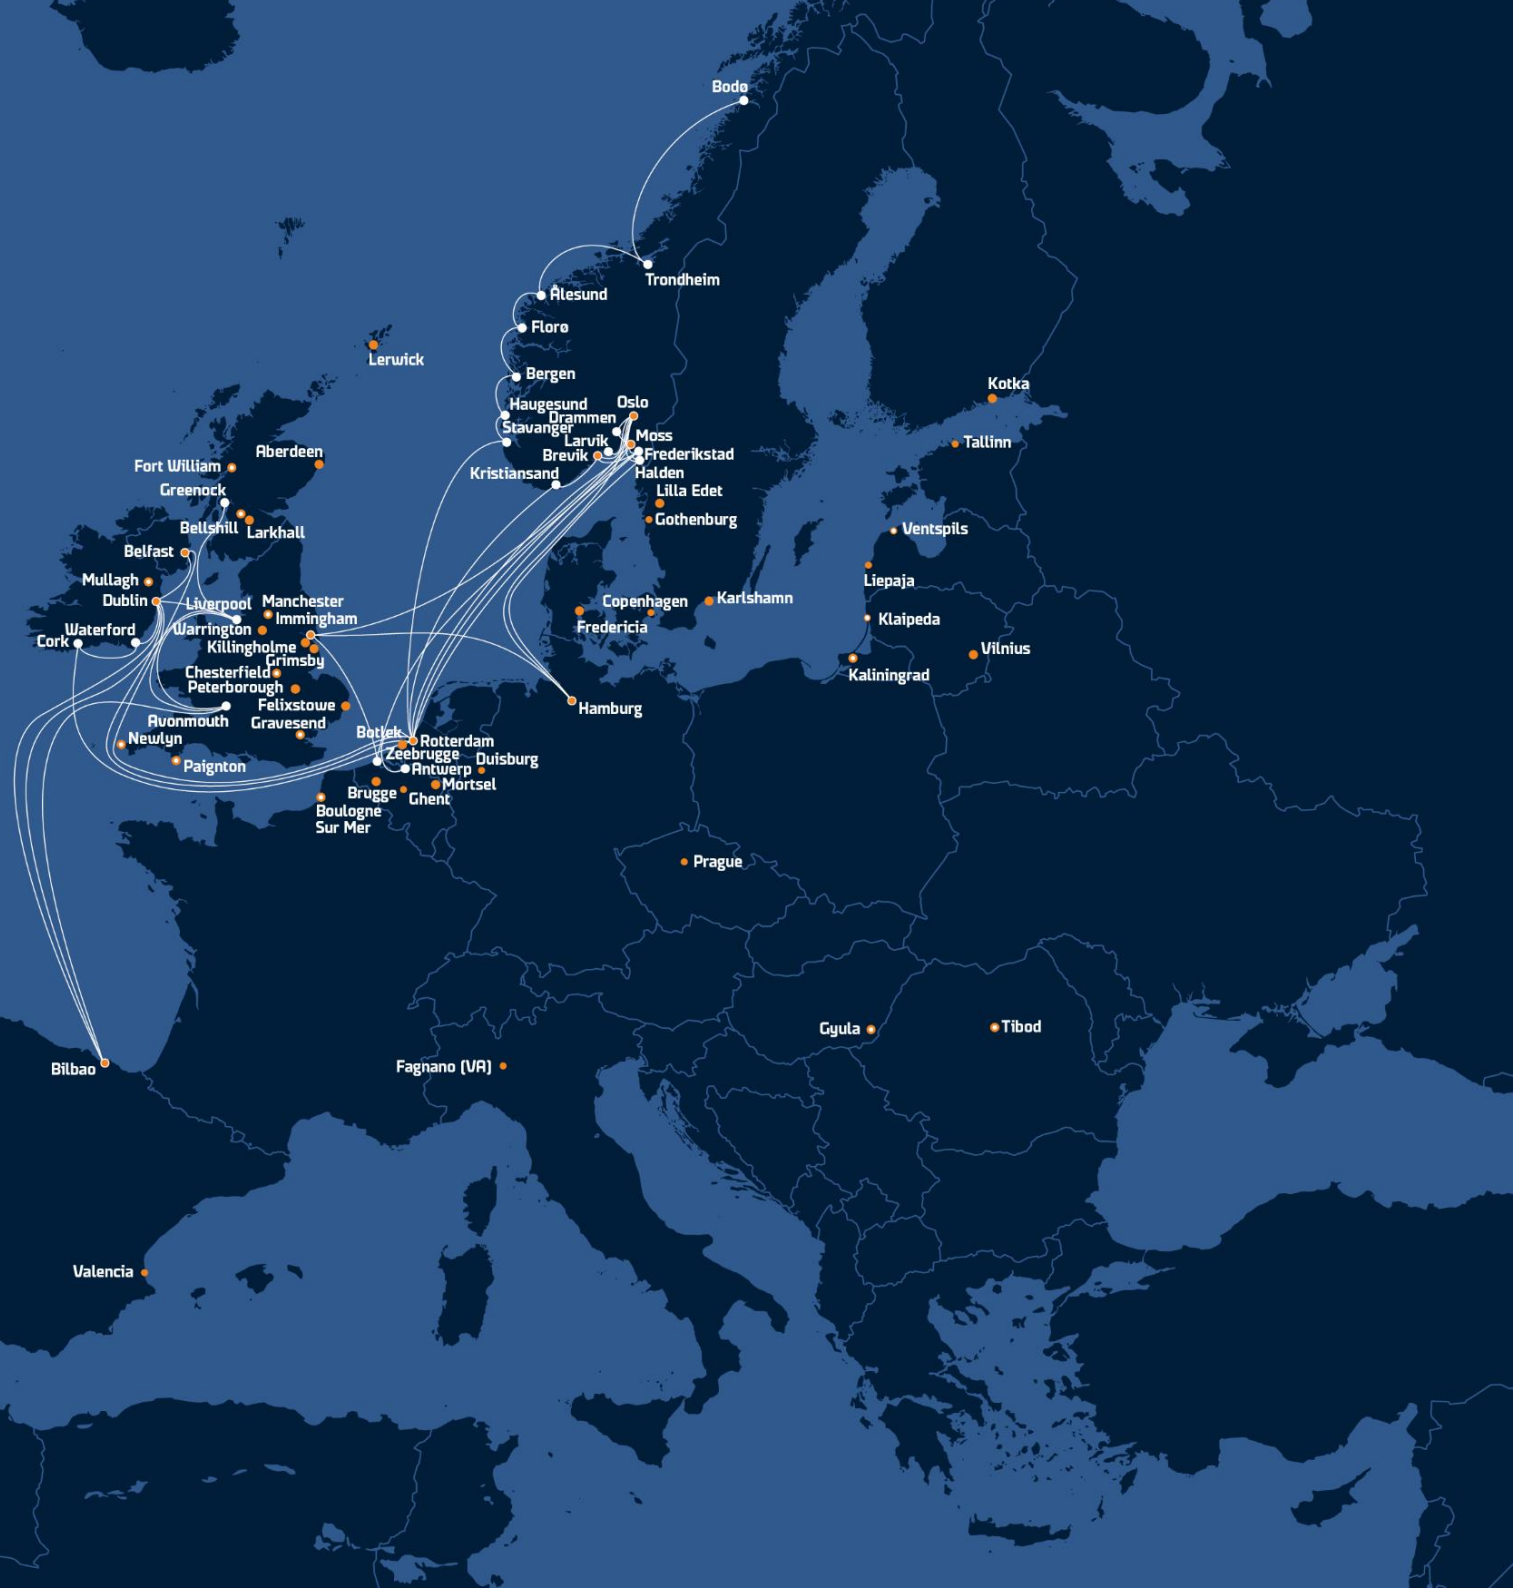 Bodø
Trondheim
Ålesund
Florø
Lerwick
Bergen
Kotka
Haugesund
Oslo
Drammen
Stavanger
Moss
Larvik
Tallinn
Aberdeen
Brevik
Frederikstad
Fort William
Kristiansand
Halden
Greenock
Lilla Edet
Gothenburg
Bellshill
Larkhall
Ventspils
Belfast
Mullagh
Liepaja
Dublin
Liverpool
Manchester
Copenhagen
Karlshamn
Immingham
Klaipeda
Waterford
Warrington
Fredericia
Cork
Killingholme
Vilnius
Grimsby
Chesterfield
Kaliningrad
Peterborough
Felixstowe
Hamburg
Avonmouth
Gravesend
Botlek
Newlyn
Rotterdam
Zeebrugge
Duisburg
Paignton
Antwerp
Mortsel
Brugge
Ghent
Boulogne
Sur Mer
Prague
Gyula
Tibod
Bilbao
Fagnano (VA)
Valencia